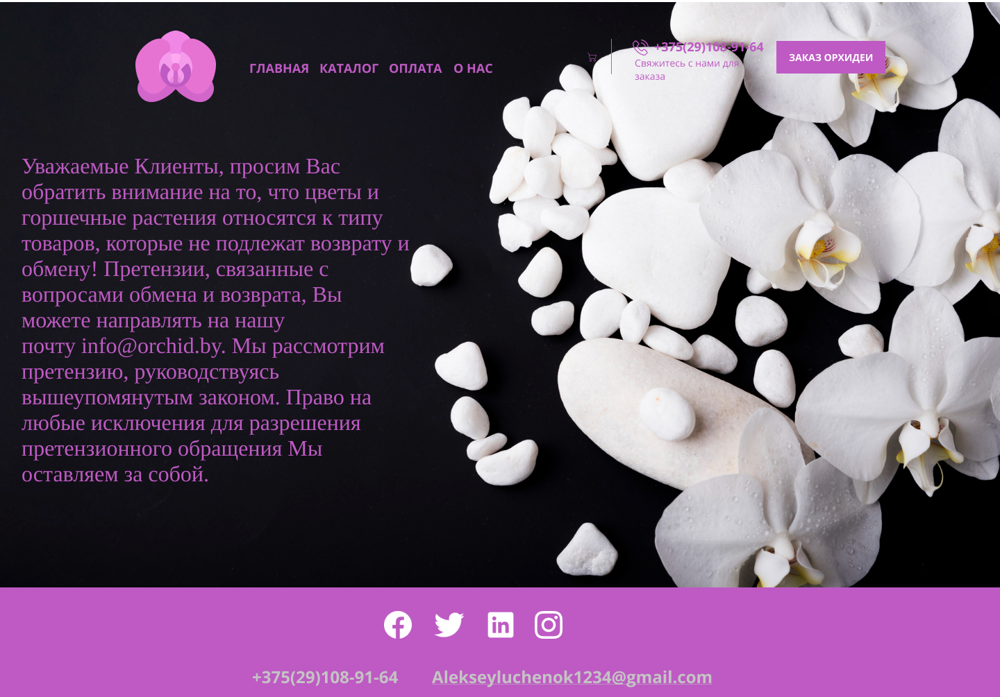 ГЛАВНАЯ КАТАЛОГ ОПЛАТА О НАС
+375(29)108-91-64
Свяжитесь с нами для
заказа
ЗАКАЗ ОРХИДЕИ
Уважаемые Клиенты, просим Вас
обратить внимание на то, что цветы и
горшечные растения относятся к типу
товаров, которые не подлежат возврату и
обмену! Претензии, связанные с
вопросами обмена и возврата, Вы
можете направлять на нашу
почту info@orchid.by. Мы рассмотрим
претензию, руководствуясь
вышеупомянутым законом. Право на
любые исключения для разрешения
претензионного обращения Мы
оставляем за собой.
in
+375(29)108-91-64 Alekseyluchenok1234@gmail.com